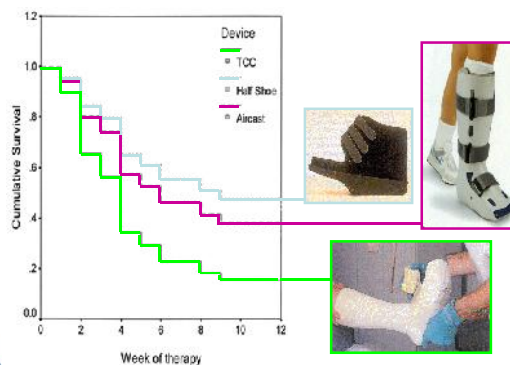 Device
TCC
Half Shoe
Aircast
Cumulative Survival
1.0
1.2
.8
.6
.4
.2
0.0
0
2
4
6
8
10
12
Week of therapy